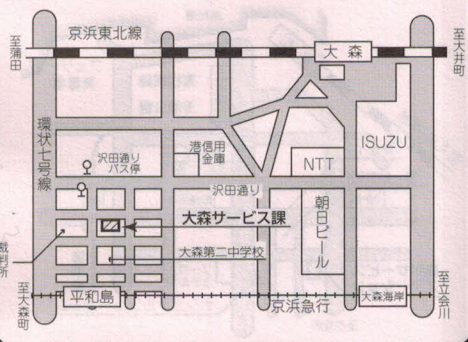 京浜東北線
至蒲田
大森
至大井町
環状七号線
沢田通り
バス停
港信用
金庫
NTT
ISUZU
沢田通り
大森サービス課
朝日ビール
大森第二中学校
裁判所
至大森町
平和島
京浜急行
大森海岸
至立会川